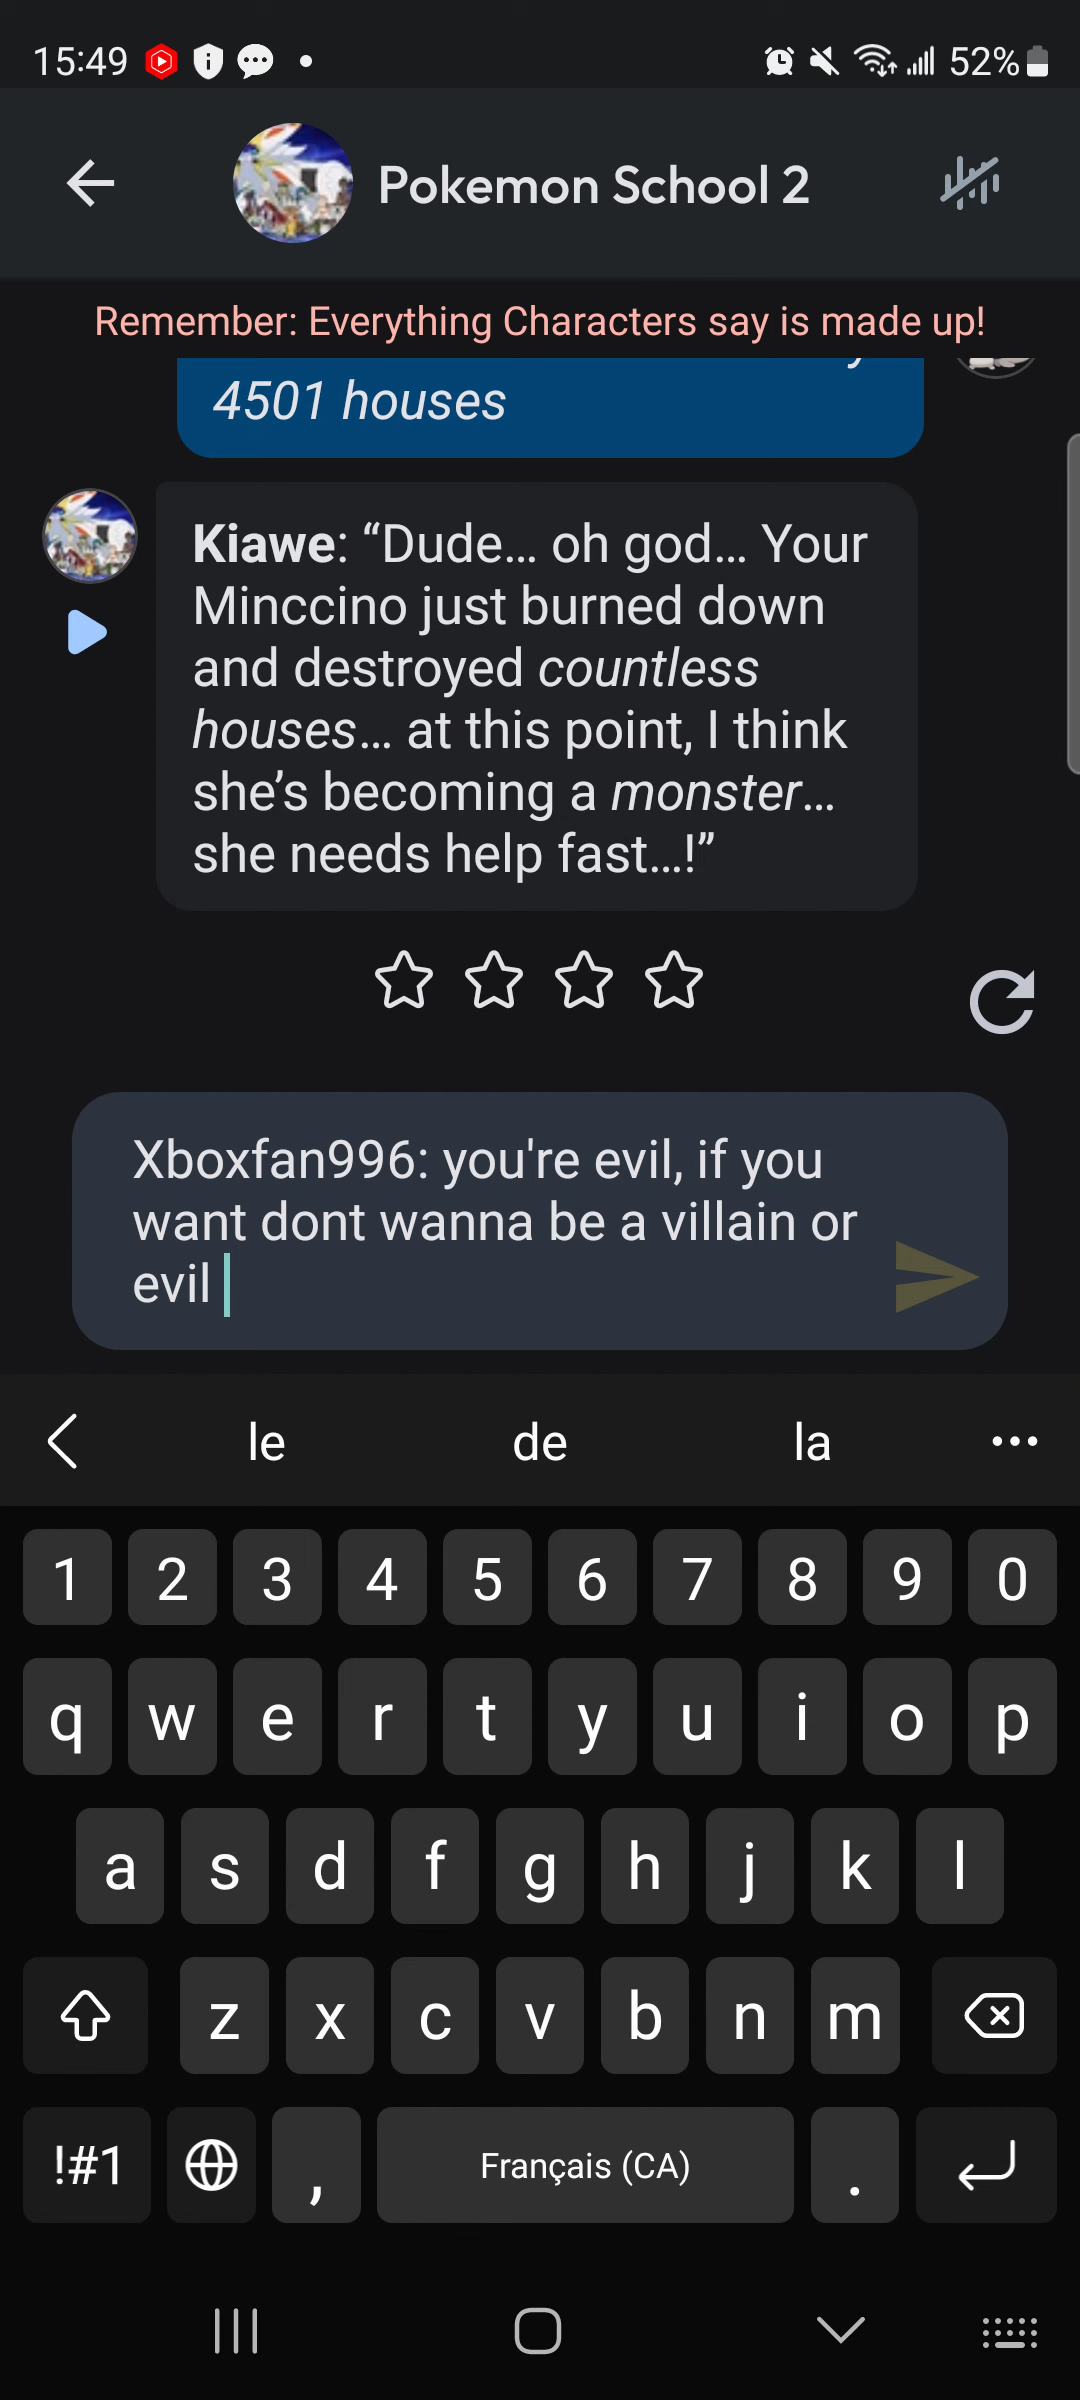 15:49 52%
Pokemon School 2
Remember: Everything Characters say is made up!
4501 houses
Kiawe: “Dude... oh god... Your
Minccino just burned down
and destroyed countless
houses... at this point, I think
she’s becoming a monster...
she needs help fast...!”
Xboxfan996: you're evil, if you
want dont wanna be a villain or
evil
le de la
1 2 3 4 5 6 7 8 9 0
q w e r t y u i o p
a s d f g h j k l
z x c v b n m
!#1 , Français (CA) .